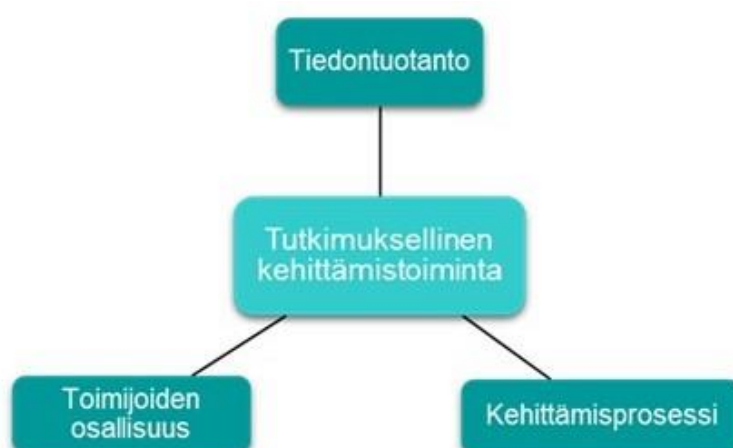 Tiedontuotanto
Tutkimuksellinen
kehittämistoiminta
Toimijoiden
osallisuus
Kehittämisprosessi